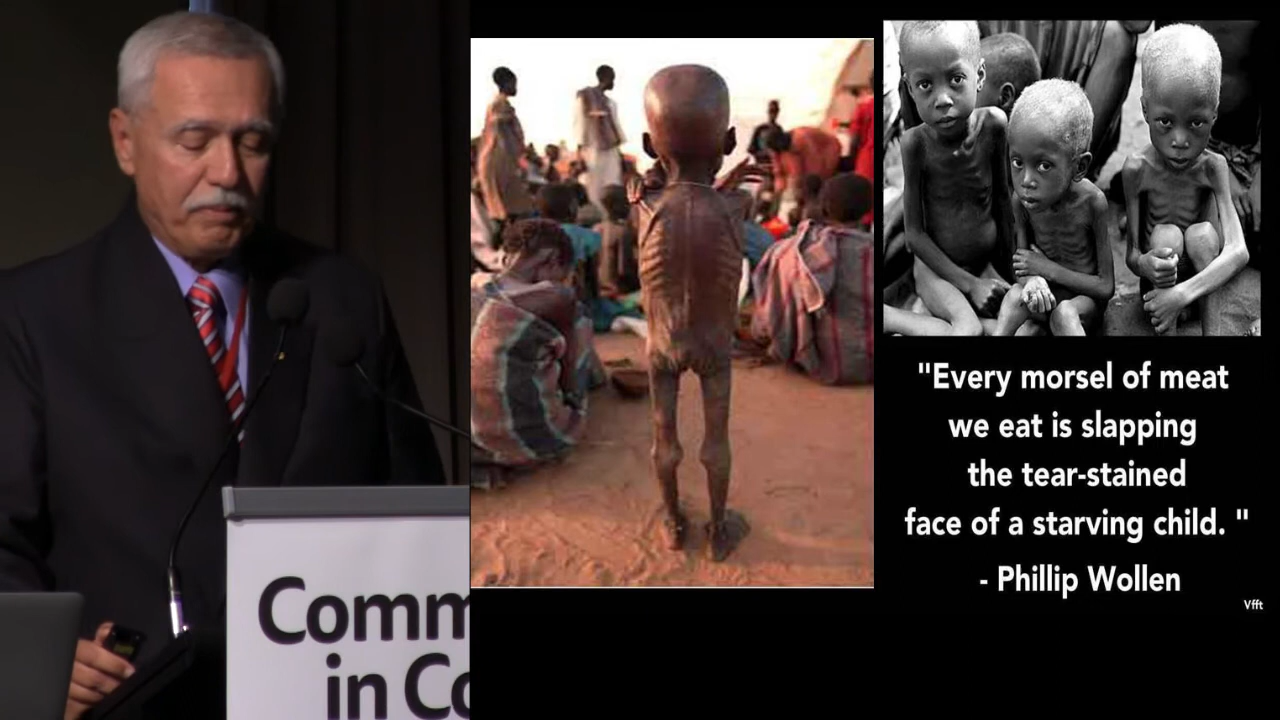 Comm
in Co
"Every morsel of meat
we eat is slapping
the tear-stained
face of a starving child. "
- Phillip Wollen
Vfft